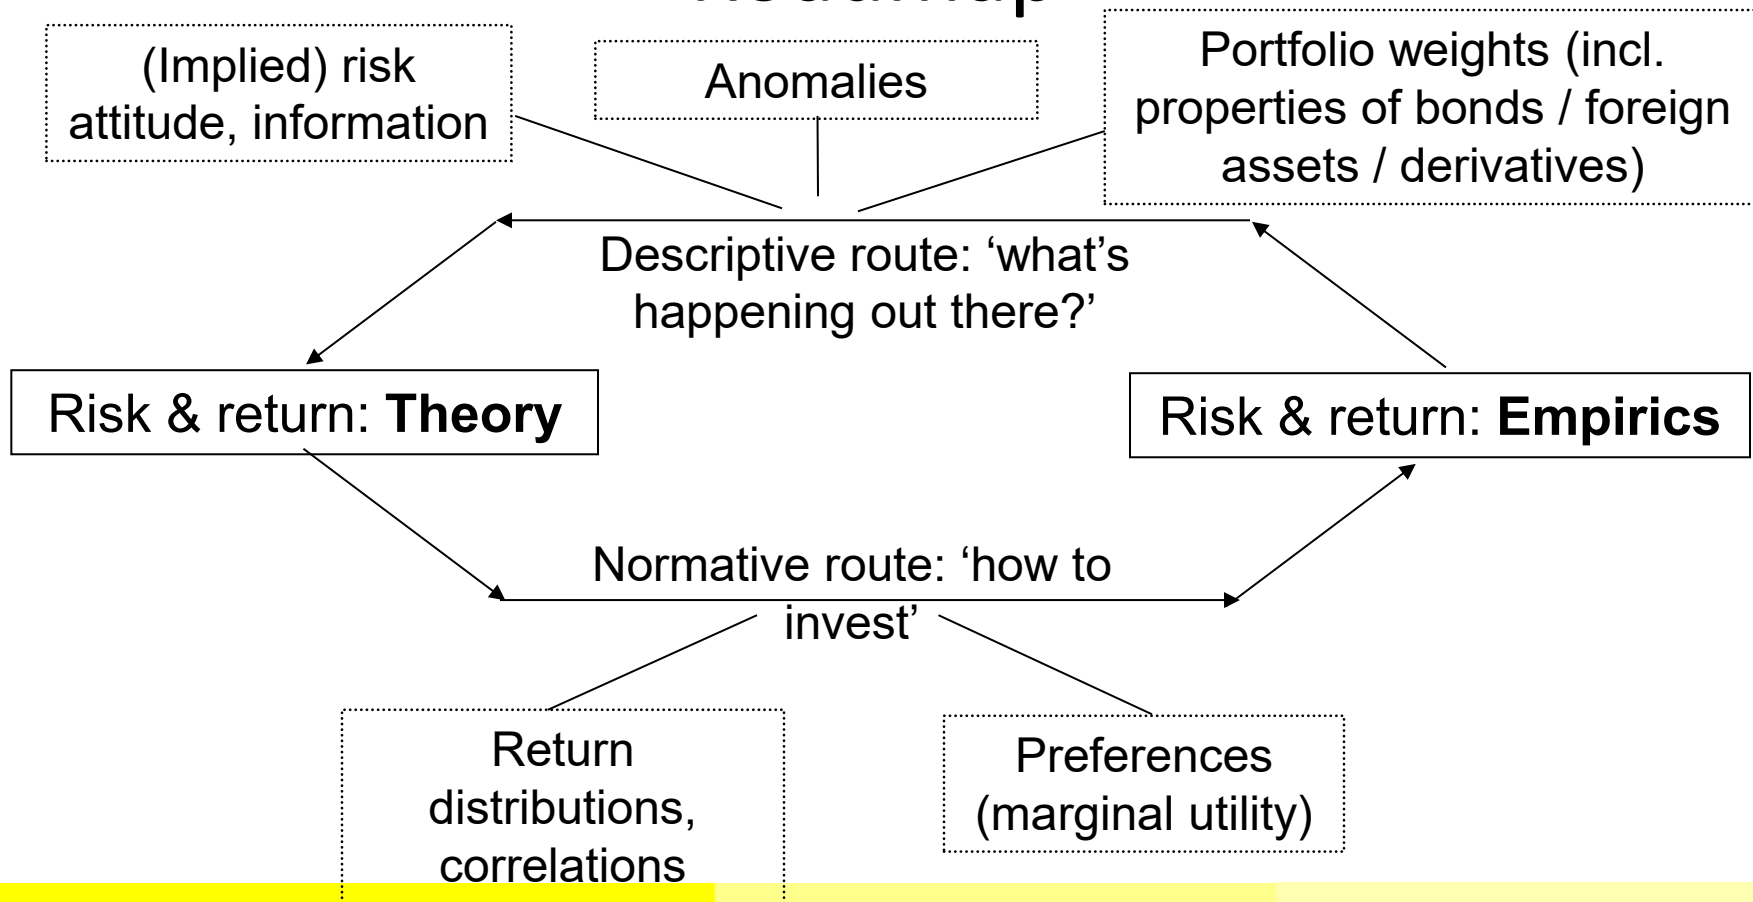 (Implied) risk
attitude, information
Anomalies
Portfolio weights (incl.
properties of bonds / foreign
assets / derivatives)
Descriptive route: ‘what’s
happening out there?’
Risk & return: Theory
Risk & return: Empirics
Normative route: ‘how to
invest’
Return
distributions,
correlations
Preferences
(marginal utility)